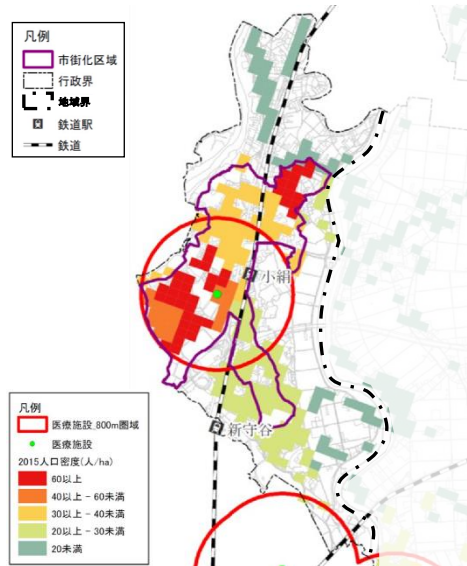 凡例
市街化区域
行政界
地域界
鉄道駅
鉄道
小絹
新守谷
凡例
医療施設_800m圏域
医療施設
2015人口密度(人/ha)
60以上
40以上 - 60未満
30以上 - 40未満
20以上 - 30未満
20未満